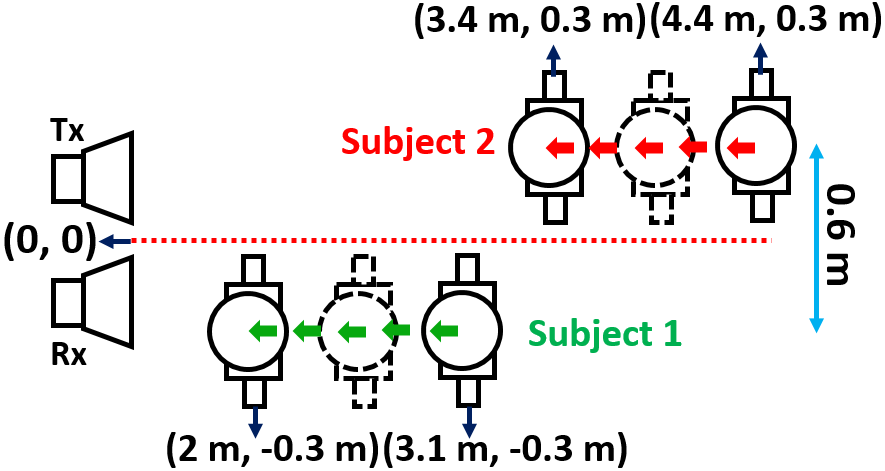 (3.4 m, 0.3 m) (4.4 m, 0.3 m)
Tx
Subject 2
(0, 0)
0.6 m
Rx
Subject 1
(2 m, -0.3 m) (3.1 m, -0.3 m)